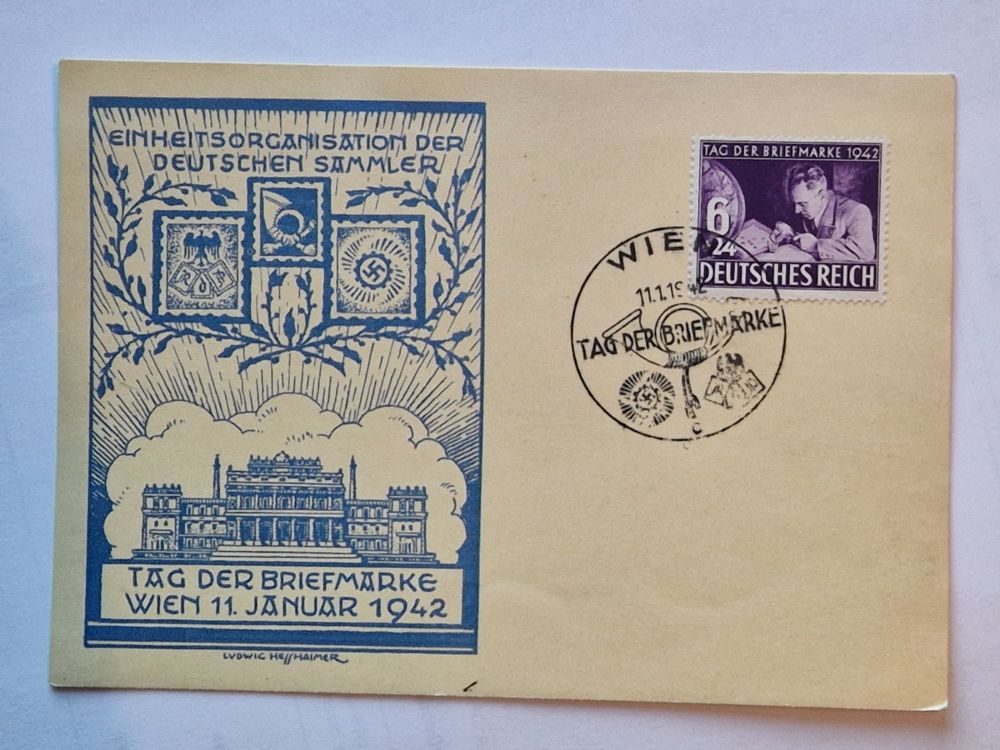 EINHEITSORGANISATION DER
DEUTSCHEN SAMMLER
TAG DER BRIEFMARKE
WIEN 11. JANUAR 1942
LVDWIG HESSHAIMER
TAG DER BRIEFMARKE 1942
6
24
DEUTSCHES REICH
WIEN
11.1.1942
TAG DER BRIEFMARKE
C